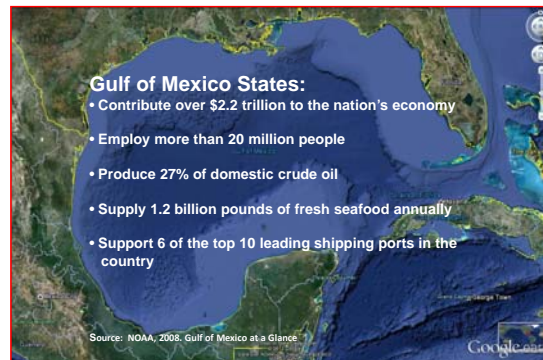 Gulf of Mexico States:
• Contribute over $2.2 trillion to the nation's economy
• Employ more than 20 million people
• Produce 27% of domestic crude oil
• Supply 1.2 billion pounds of fresh seafood annually
• Support 6 of the top 10 leading shipping ports in the
country
George Town
Source: NOAA, 2008. Gulf of Mexico at a Glance
Google